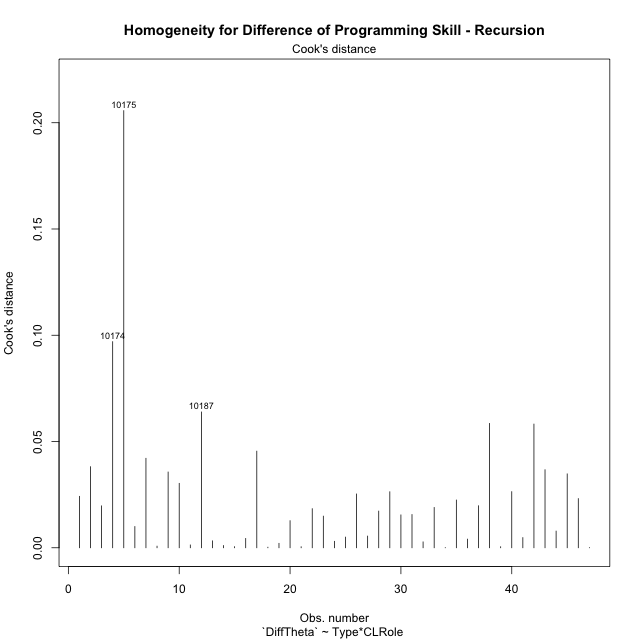 Homogeneity for Difference of Programming Skill - Recursion
Cook's distance
Cook's distance
0.20
0.15
0.10
0.05
0.00
10175
10174
10187
0 10 20 30 40
Obs. number
`DiffTheta` ~ Type*CLRole